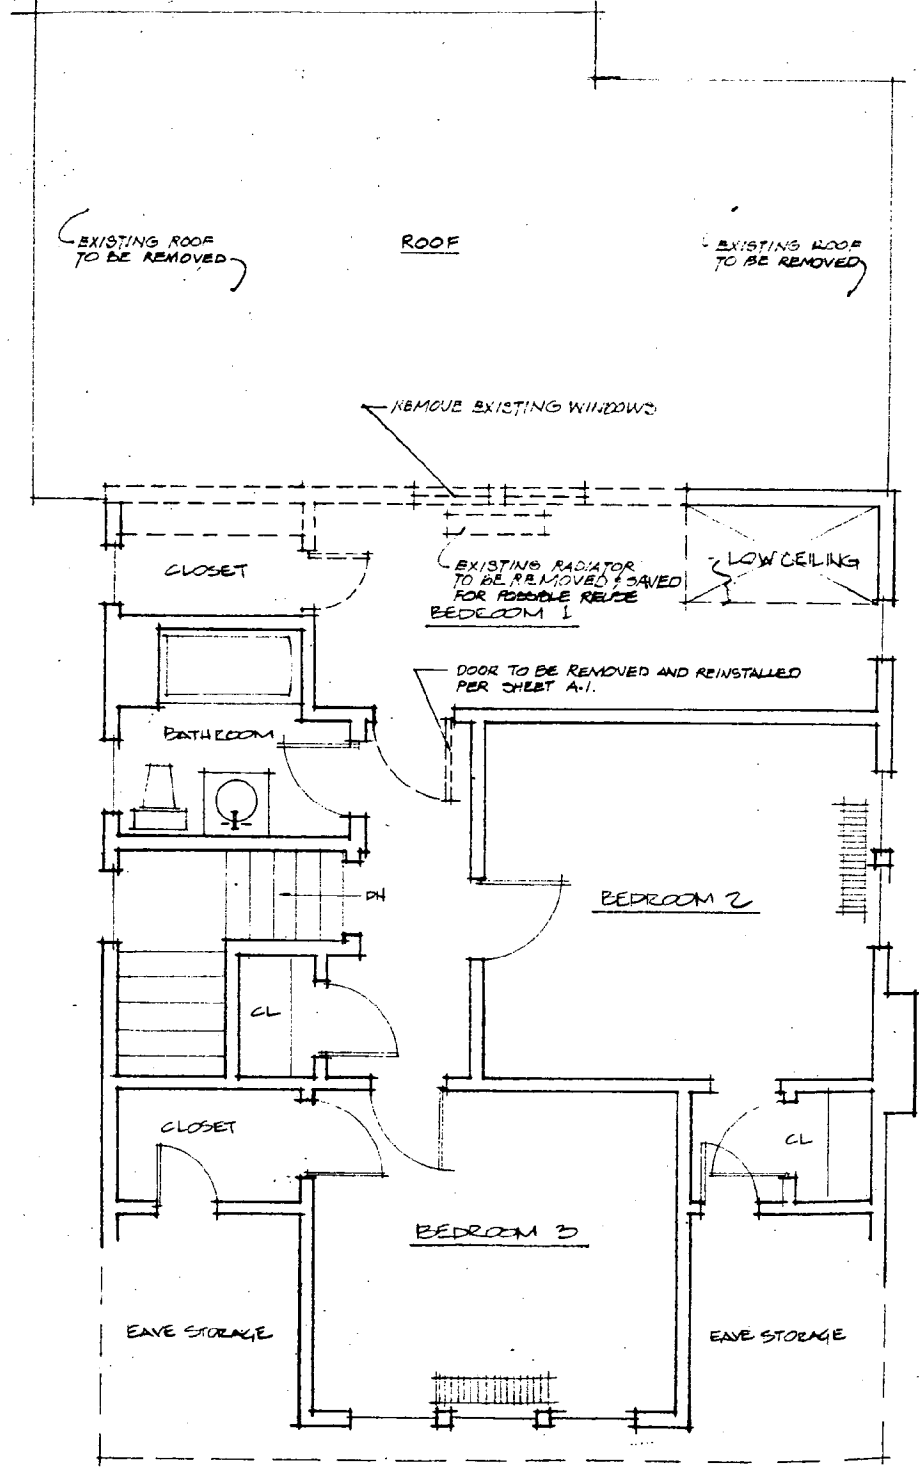 EXISTING ROOF
TO BE REMOVED
ROOF
EXISTING ROOF
TO BE REMOVED
REMOVE EXISTING WINDOWS
CLOSET
EXISTING RADIATOR
TO BE REMOVED & SAVED
FOR POSSIBLE REUSE
LOW CEILING
BEDROOM 1
DOOR TO BE REMOVED AND REINSTALLED
PER SHEET A-1.
BATHROOM
DN
BEDROOM 2
CL
CLOSET
CL
BEDROOM 3
EAVE STORAGE
EAVE STORAGE